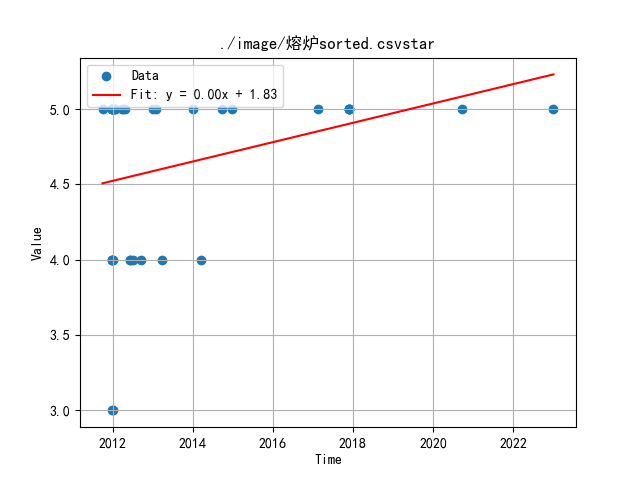 ./image/熔炉sorted.csvstar
Data
Fit: y = 0.00x + 1.83
5.0
4.5
4.0
3.5
3.0
Value
2012 2014 2016 2018 2020 2022
Time